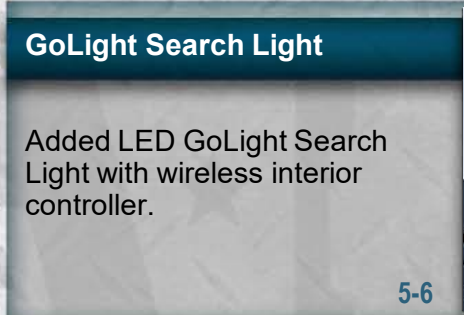 GoLight Search Light
Added LED GoLight Search
Light with wireless interior
controller.
5-6